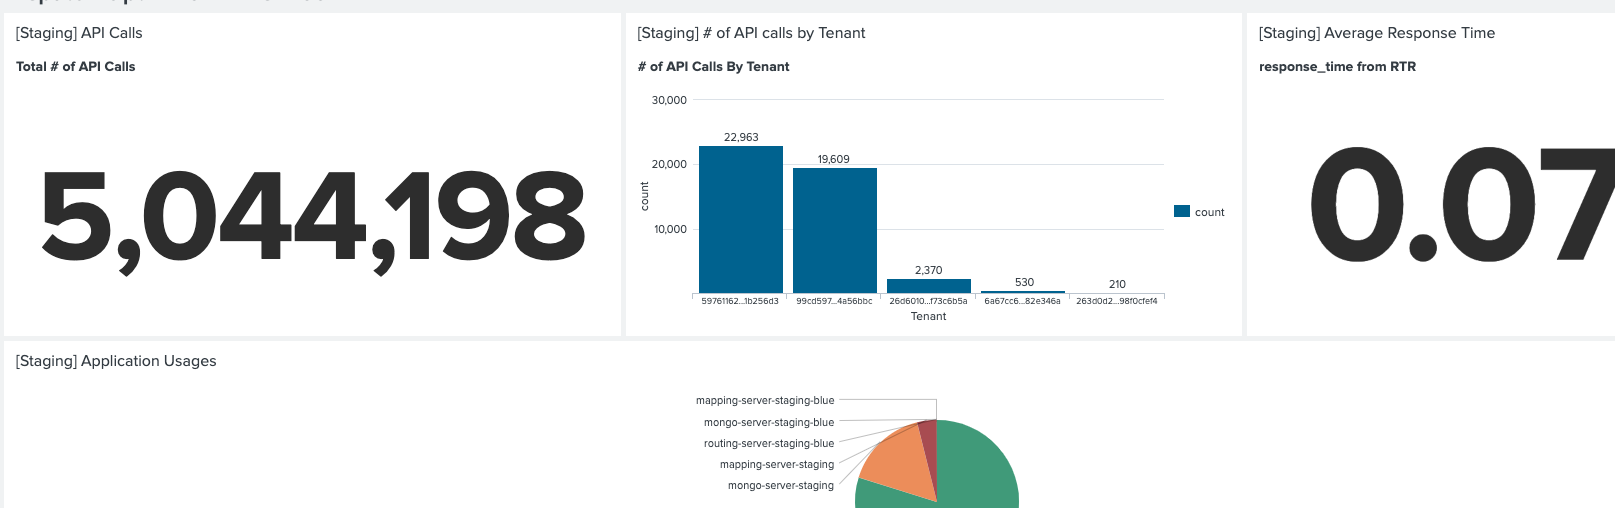 [Staging] API Calls
Total # of API Calls
5,044,198
[Staging] # of API calls by Tenant
# of API Calls By Tenant
30,000
20,000
10,000
count
22,963
19,609
2,370
530
210
59761162...1b256d3
99cd597...4a56bbc
26d6010...f73c6b5a
6a67cc6...82e346a
263d0d2...98f0cfef4
Tenant
count
[Staging] Average Response Time
response_time from RTR
0.07
[Staging] Application Usages
mapping-server-staging-blue
mongo-server-staging-blue
routing-server-staging-blue
mapping-server-staging
mongo-server-staging